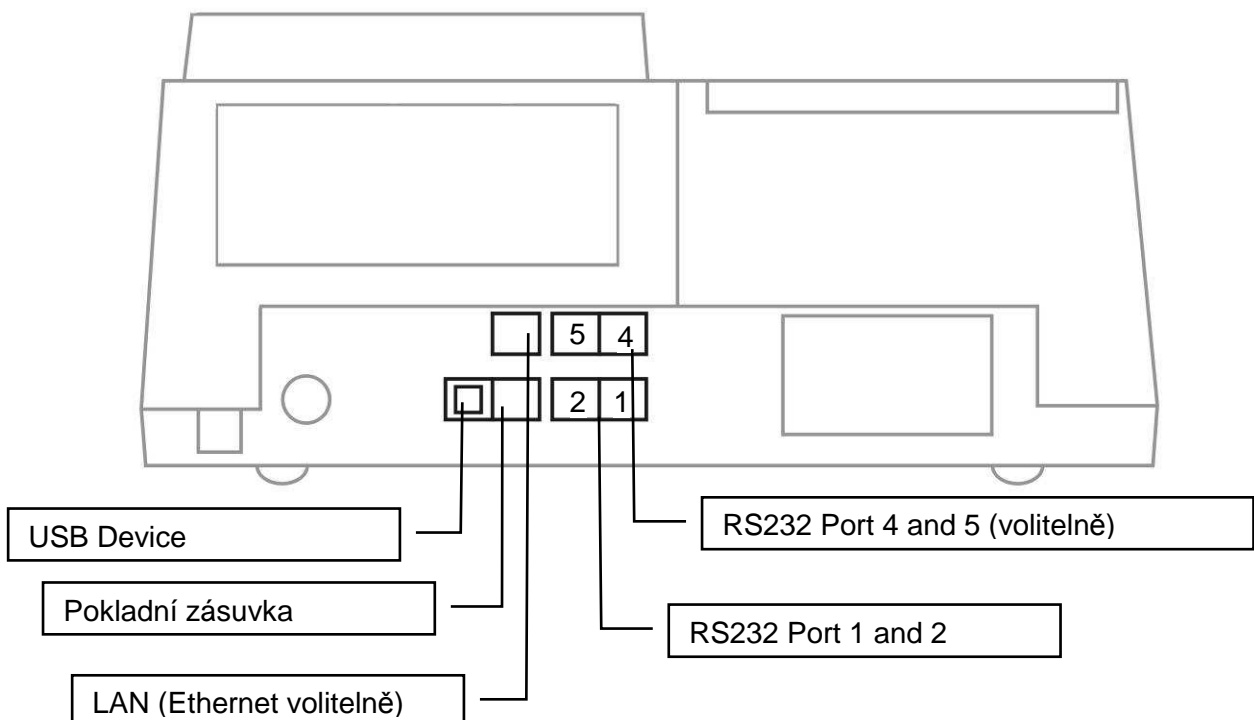 5 4
2 1
USB Device
RS232 Port 4 and 5 (volitelně)
Pokladní zásuvka
RS232 Port 1 and 2
LAN (Ethernet volitelně)